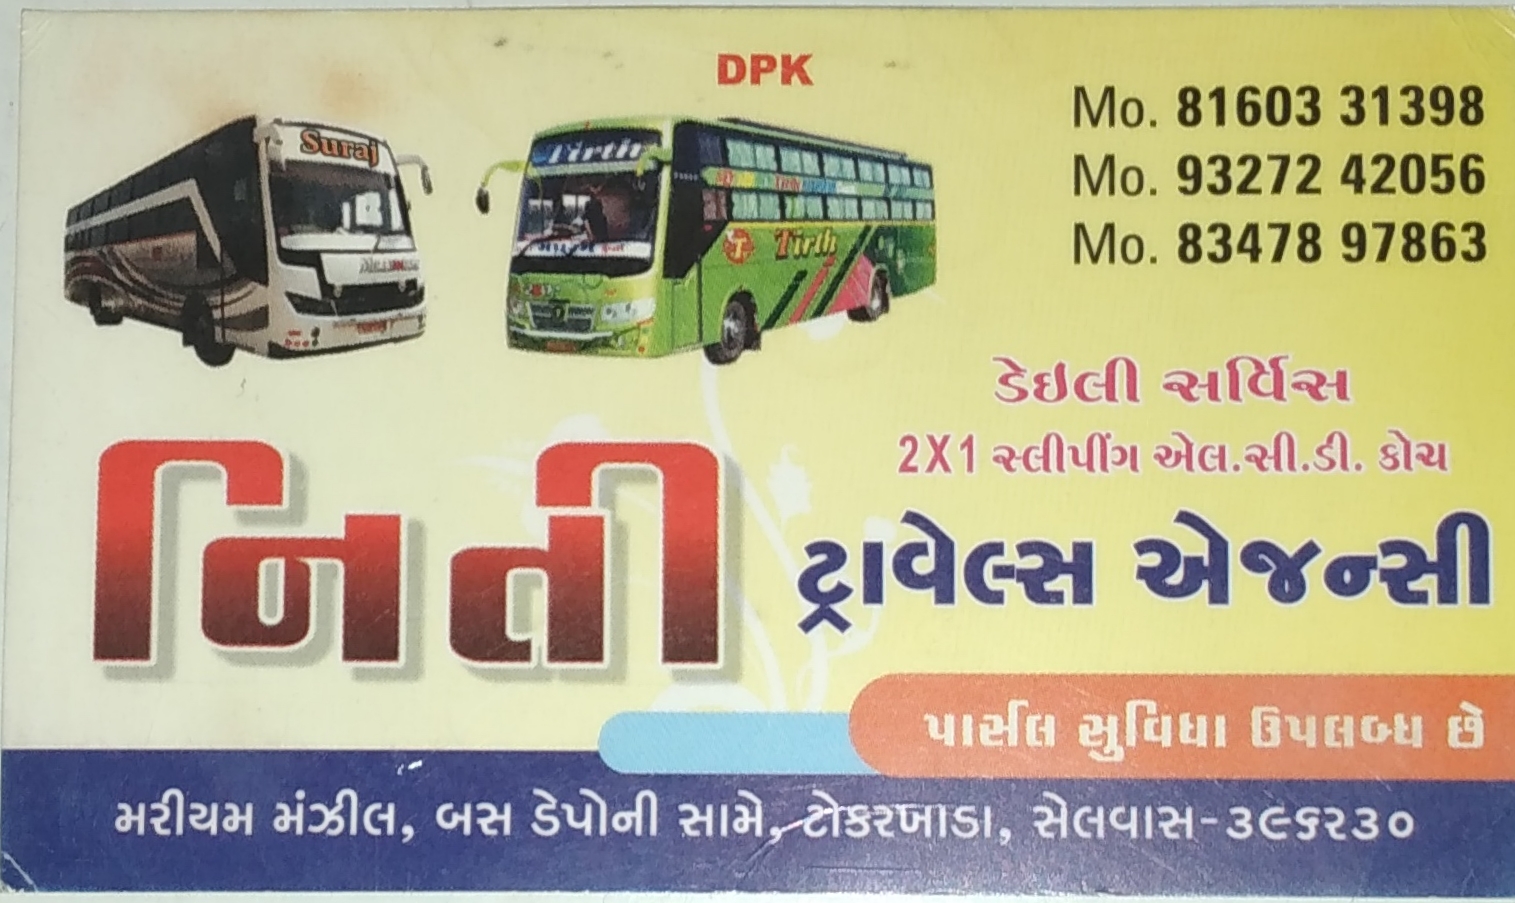 DPK
Mo. 81603 31398
Mo. 93272 42056
Mo. 83478 97863
Suraj
Tirth
Tirth
ડેઇલી સર્વિસ
2X1 સ્લીપીંગ એલ.સી.ડી. કોચ
નિતી
ટ્રાવેલ્સ એજન્સી
પાર્સલ સુવિધા ઉપલબ્ધ છે
મરીયમ મંઝીલ, બસ ડેપોની સામે, ટોકરખાડા, સેલવાસ-૩૯૬૨૩૦